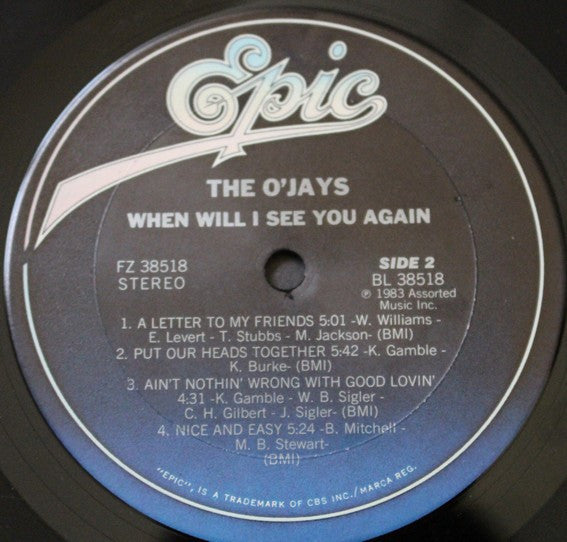 Epic
THE O'JAYS
WHEN WILL I SEE YOU AGAIN
FZ 38518
STEREO
SIDE 2
BL 38518
℗ 1983 Assorted
Music Inc.
1. A LETTER TO MY FRIENDS 5:01 -W. Williams -
E. Levert - T. Stubbs - M. Jackson- (BMI)
2. PUT OUR HEADS TOGETHER 5:42 -K. Gamble -
K. Burke- (BMI)
3. AIN'T NOTHIN' WRONG WITH GOOD LOVIN'
4:31 -K. Gamble - W. B. Sigler -
C. H. Gilbert - J. Sigler- (BMI)
4. NICE AND EASY 5:24 -B. Mitchell -
M. B. Stewart-
(BMI)
"EPIC", IS A TRADEMARK OF CBS INC./MARCA REG.